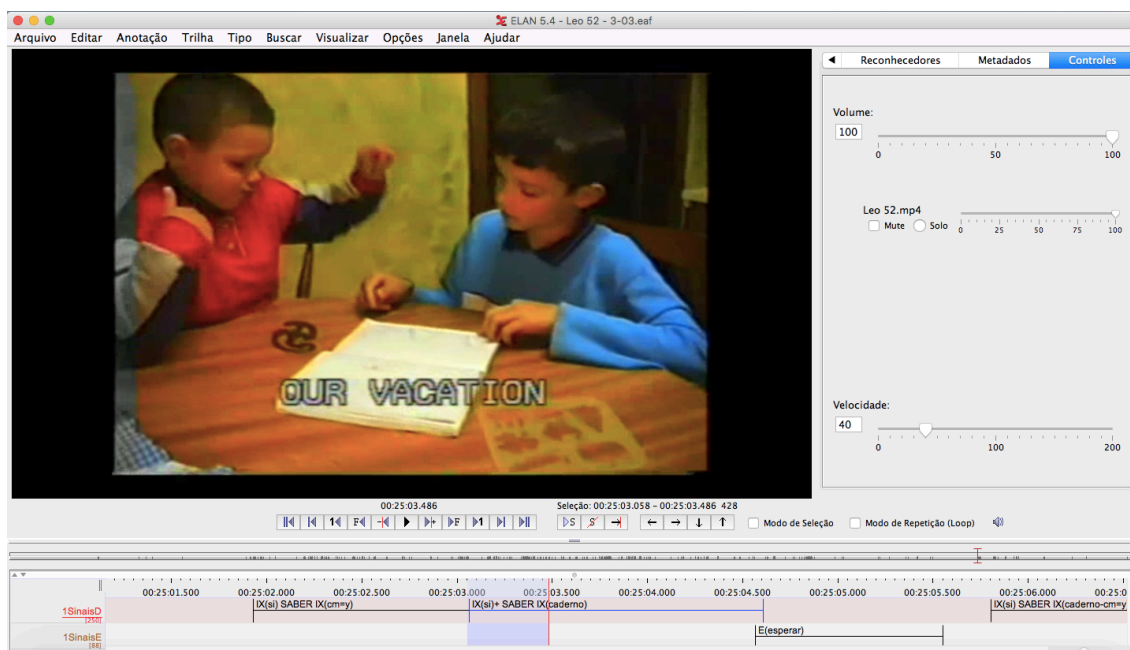 ELAN 5.4 - Leo 52 - 3-03.eaf
Arquivo Editar Anotação Trilha Tipo Buscar Visualizar Opções Janela Ajudar
Reconhecedores Metadados Controles
Volume:
100
0 50 100
Leo 52.mp4
Mute Solo 0 25 50 75 100
OUR VACATION
Velocidade:
40
0 100 200
00:25:03.486 Seleção: 00:25:03.058 - 00:25:03.486 428
S S Modo de Seleção Modo de Repetição (Loop)
00:25:01.500 00:25:02.000 00:25:02.500 00:25:03.000 00:25:03.500 00:25:04.000 00:25:04.500 00:25:05.000 00:25:05.500 00:25:06.000 00:25:0
1SinaisD IX(si) SABER IX(cm=y) IX(si)+ SABER IX(caderno) IX(si) SABER IX(caderno-cm=y
[250]
1SinaisE E(esperar)
[88]